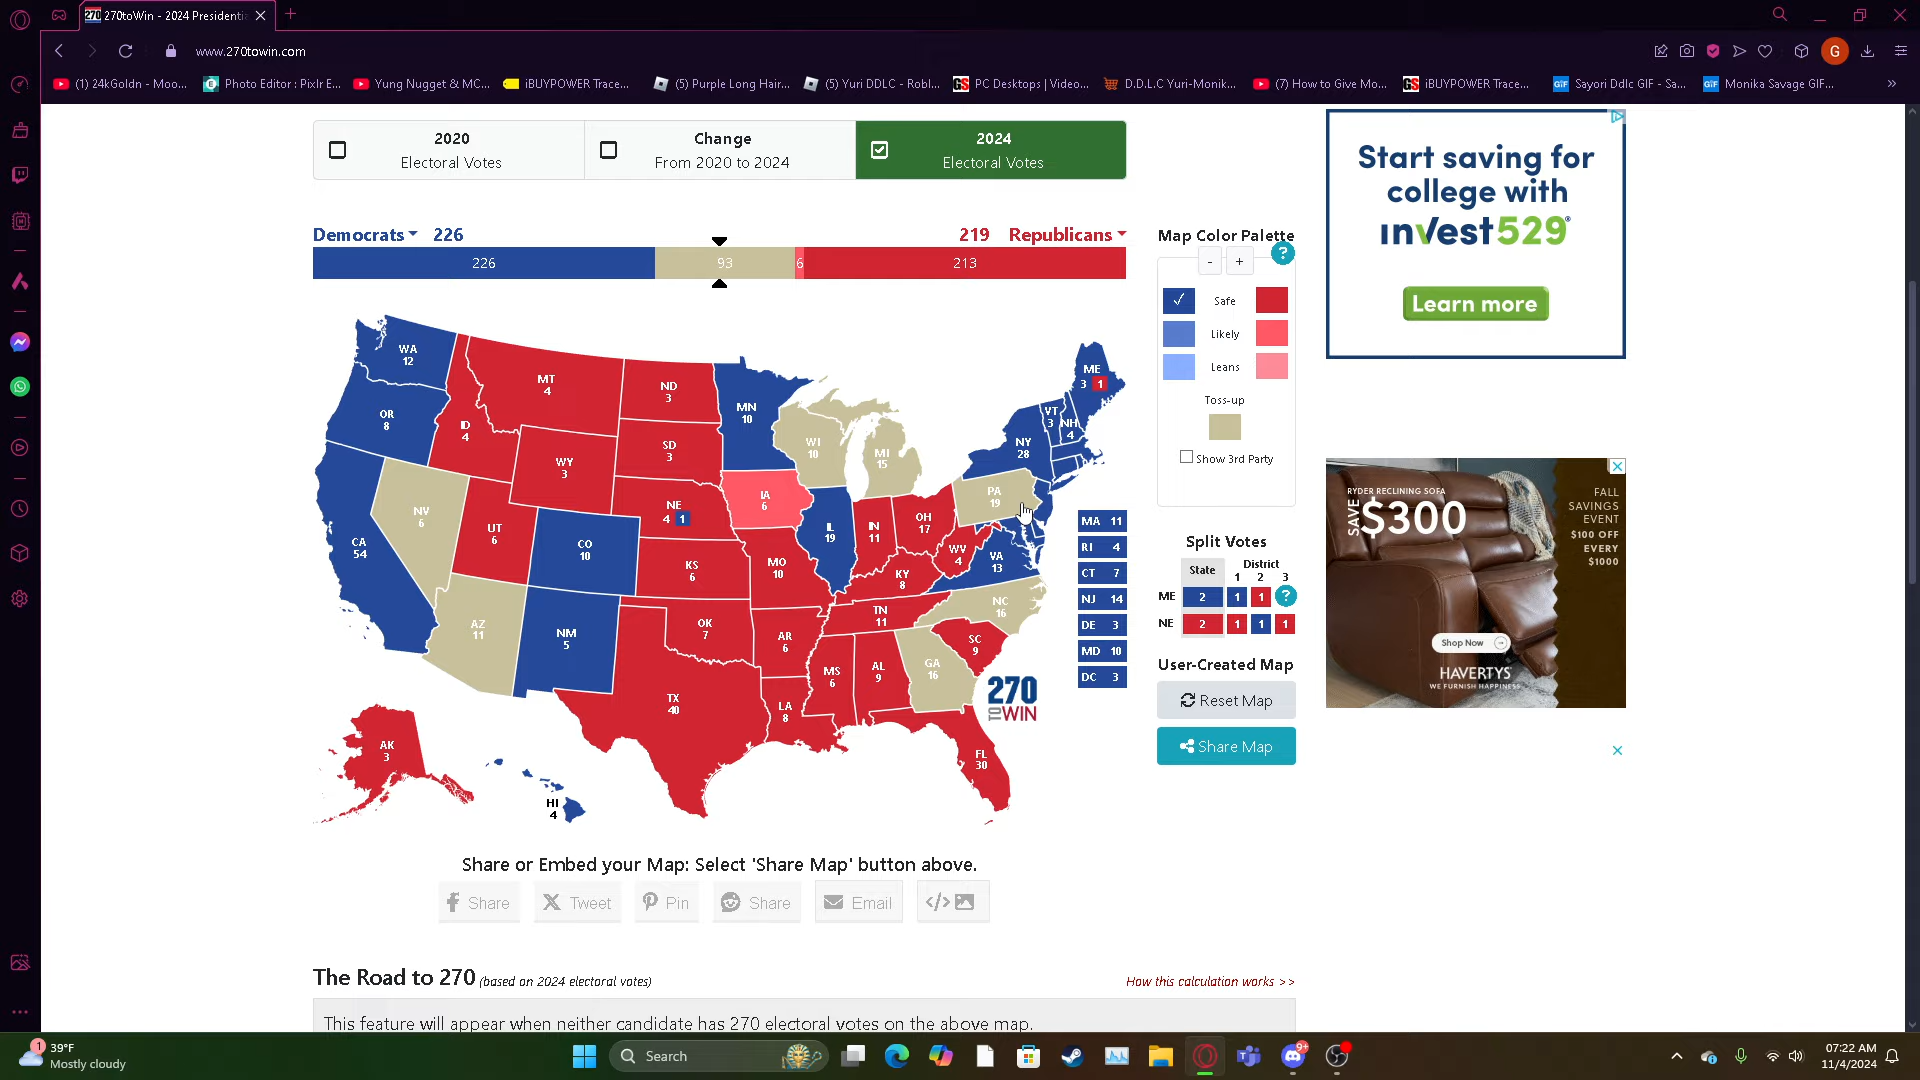 270toWin - 2024 Presidentia
www.270towin.com
G
(1) 24kGoldn - Moo...
Photo Editor : Pixlr E...
Yung Nugget & MC...
iBUYPOWER Trace...
(5) Purple Long Hair...
(5) Yuri DDLC - Robl...
PC Desktops | Video...
D.D.L.C Yuri-Monik...
(7) How to Give Mo...
iBUYPOWER Trace...
Sayori Ddlc GIF - Sa...
Monika Savage GIF...
2020
Electoral Votes
Change
From 2020 to 2024
2024
Electoral Votes
Democrats 226
219 Republicans
226
93
6
213
WA
12
OR
8
CA
54
NV
6
ID
4
MT
4
WY
3
UT
6
AZ
11
CO
10
NM
5
ND
3
SD
3
NE
4 1
KS
6
OK
7
TX
40
MN
10
IA
6
MO
10
AR
6
LA
8
WI
10
IL
19
MI
15
IN
11
OH
17
KY
8
TN
11
MS
6
AL
9
GA
16
FL
30
SC
9
NC
16
VA
13
WV
4
PA
19
NY
28
VT
3
NH
4
ME
3 1
AK
3
HI
4
MA 11
RI 4
CT 7
NJ 14
DE 3
MD 10
DC 3
270
TO WIN
Map Color Palette
- +
?
Safe
Likely
Leans
Toss-up
Show 3rd Party
Split Votes
State
District
1 2 3
ME 2 1 1 ?
NE 2 1 1 1
User-Created Map
Reset Map
Share Map
Start saving for
college with
invest529®
Learn more
RYDER RECLINING SOFA
SAVE $300
FALL
SAVINGS
EVENT
$100 OFF
EVERY
$1000
Shop Now
HAVERTYS®
WE FURNISH HAPPINESS
Share or Embed your Map: Select 'Share Map' button above.
Share
Tweet
Pin
Share
Email
The Road to 270 (based on 2024 electoral votes)
How this calculation works >>
This feature will appear when neither candidate has 270 electoral votes on the above map.
1
39°F
Mostly cloudy
Search
9+
07:22 AM
11/4/2024